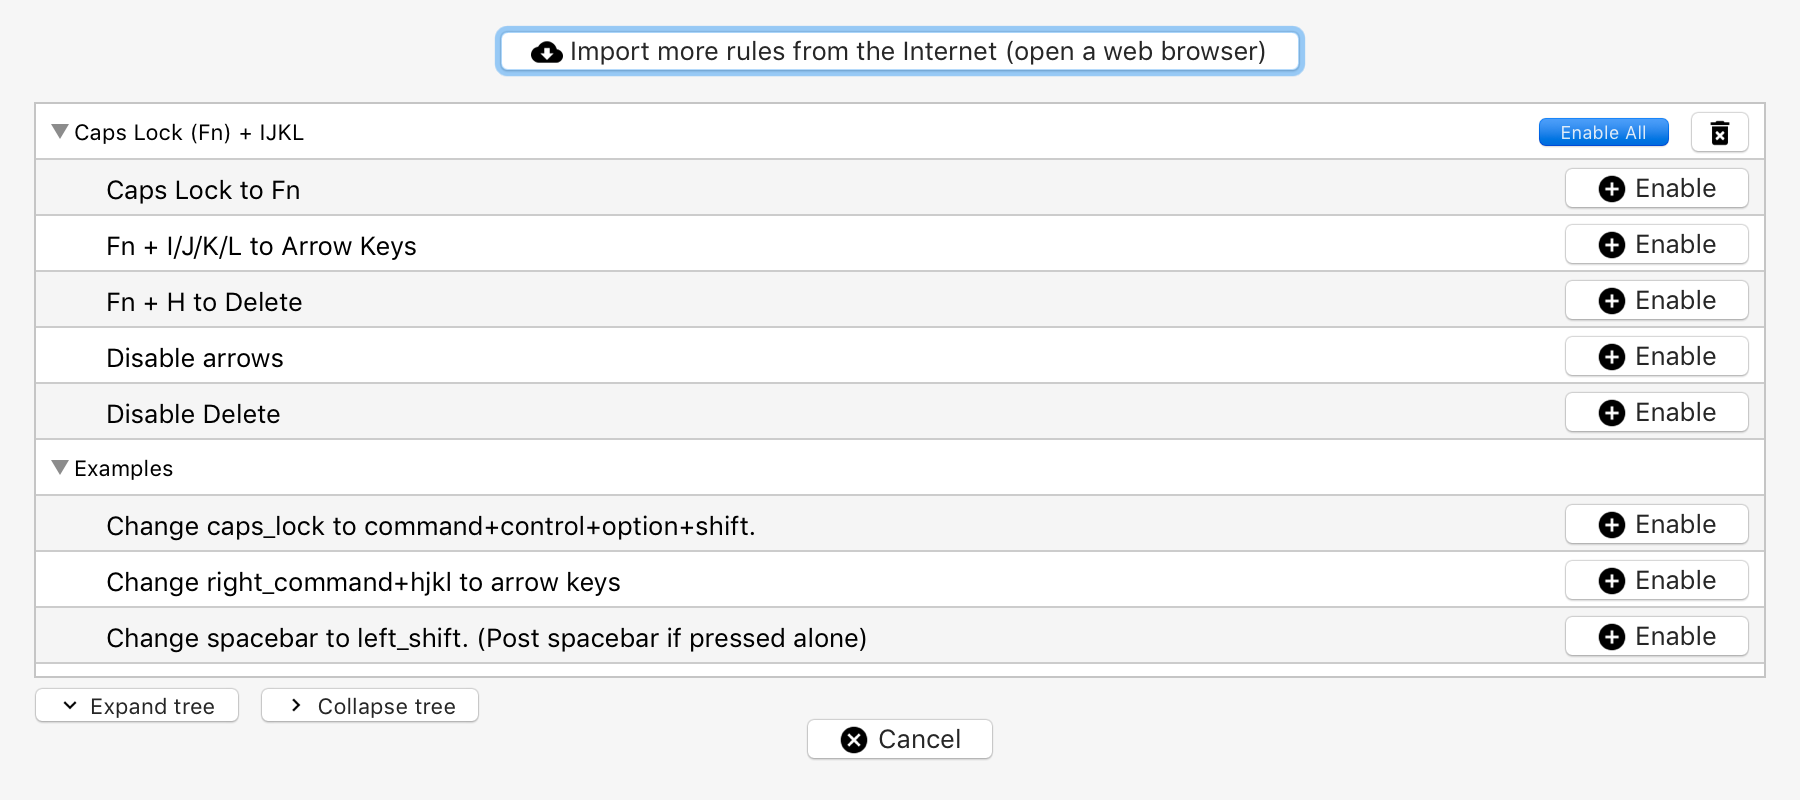 Import more rules from the Internet (open a web browser)
Caps Lock (Fn) + IJKL Enable All
Caps Lock to Fn Enable
Fn + I/J/K/L to Arrow Keys Enable
Fn + H to Delete Enable
Disable arrows Enable
Disable Delete Enable
Examples
Change caps_lock to command+control+option+shift. Enable
Change right_command+hjkl to arrow keys Enable
Change spacebar to left_shift. (Post spacebar if pressed alone) Enable
Expand tree Collapse tree
Cancel